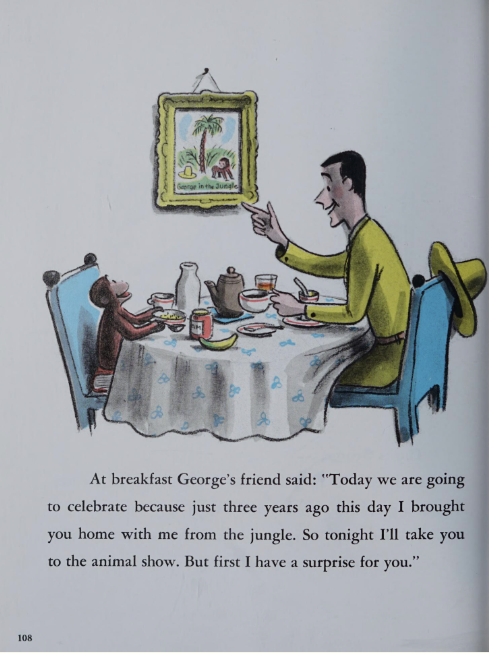 George in the Jungle
At breakfast George's friend said: "Today we are going
to celebrate because just three years ago this day I brought
you home with me from the jungle. So tonight I'll take you
to the animal show. But first I have a surprise for you."
108